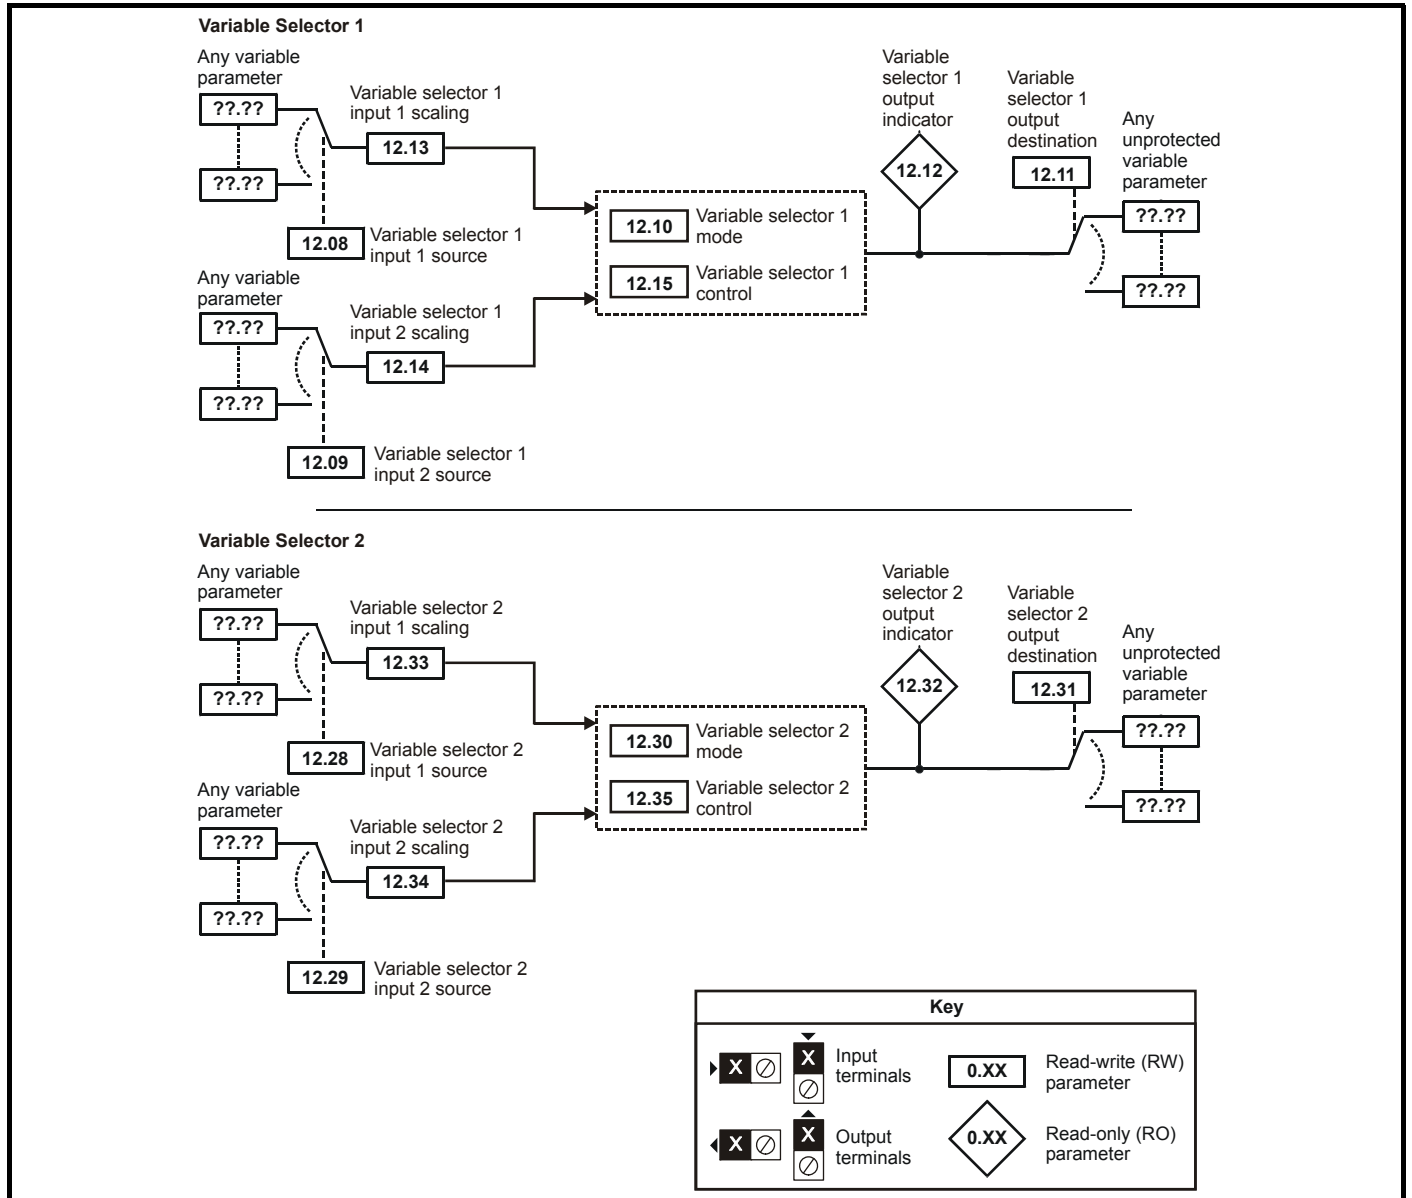 Variable Selector 1
Any variable
parameter
??.??
??.??
Variable selector 1
input 1 scaling
12.13
12.08
Variable selector 1
input 1 source
Any variable
parameter
??.??
??.??
Variable selector 1
input 2 scaling
12.14
12.09
Variable selector 1
input 2 source
12.10
Variable selector 1
mode
12.15
Variable selector 1
control
Variable
selector 1
output
indicator
12.12
Variable
selector 1
output
destination
12.11
Any
unprotected
variable
parameter
??.??
??.??
Variable Selector 2
Any variable
parameter
??.??
??.??
Variable selector 2
input 1 scaling
12.33
12.28
Variable selector 2
input 1 source
Any variable
parameter
??.??
??.??
Variable selector 2
input 2 scaling
12.34
12.29
Variable selector 2
input 2 source
12.30
Variable selector 2
mode
12.35
Variable selector 2
control
Variable
selector 2
output
indicator
12.32
Variable
selector 2
output
destination
12.31
Any
unprotected
variable
parameter
??.??
??.??
Key
X
X
Input
terminals
0.XX
Read-write (RW)
parameter
X
X
Output
terminals
0.XX
Read-only (RO)
parameter